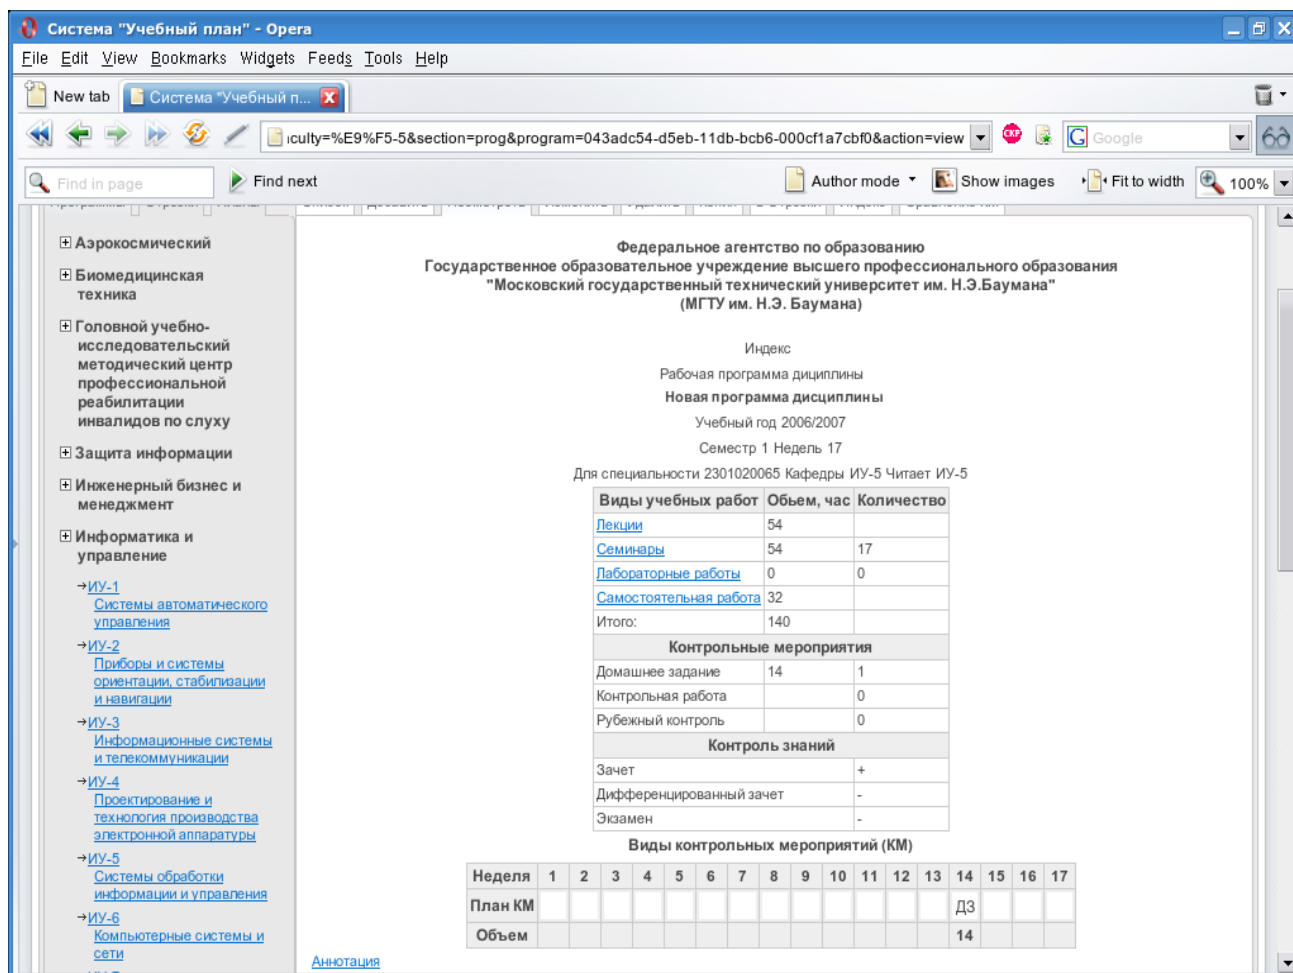 Система "Учебный план" - Opera
File Edit View Bookmarks Widgets Feeds Tools Help
New tab Система "Учебный п...
culty=%E9%F5-5&section=prog&program=043adc54-d5eb-11db-bcb6-000cf1a7cbf0&action=view
Google
Find in page Find next Author mode Show images Fit to width 100%
Аэрокосмический
Биомедицинская
техника
Головной учебно-
исследовательский
методический центр
профессиональной
реабилитации
инвалидов по слуху
Защита информации
Инженерный бизнес и
менеджмент
Информатика и
управление
→ИУ-1
Системы автоматического
управления
→ИУ-2
Приборы и системы
ориентации, стабилизации
и навигации
→ИУ-3
Информационные системы
и телекоммуникации
→ИУ-4
Проектирование и
технология производства
электронной аппаратуры
→ИУ-5
Системы обработки
информации и управления
→ИУ-6
Компьютерные системы и
сети
Федеральное агентство по образованию
Государственное образовательное учреждение высшего профессионального образования
"Московский государственный технический университет им. Н.Э.Баумана"
(МГТУ им. Н.Э. Баумана)
Индекс
Рабочая программа дициплины
Новая программа дисциплины
Учебный год 2006/2007
Семестр 1 Недель 17
Для специальности 2301020065 Кафедры ИУ-5 Читает ИУ-5
Виды учебных работ Обьем, час Количество
Лекции 54
Семинары 54 17
Лабораторные работы 0 0
Самостоятельная работа 32
Итого: 140
Контрольные мероприятия
Домашнее задание 14 1
Контрольная работа 0
Рубежный контроль 0
Контроль знаний
Зачет +
Дифференцированный зачет -
Экзамен -
Виды контрольных мероприятий (КМ)
Неделя 1 2 3 4 5 6 7 8 9 10 11 12 13 14 15 16 17
План КМ ДЗ
Объем 14
Аннотация